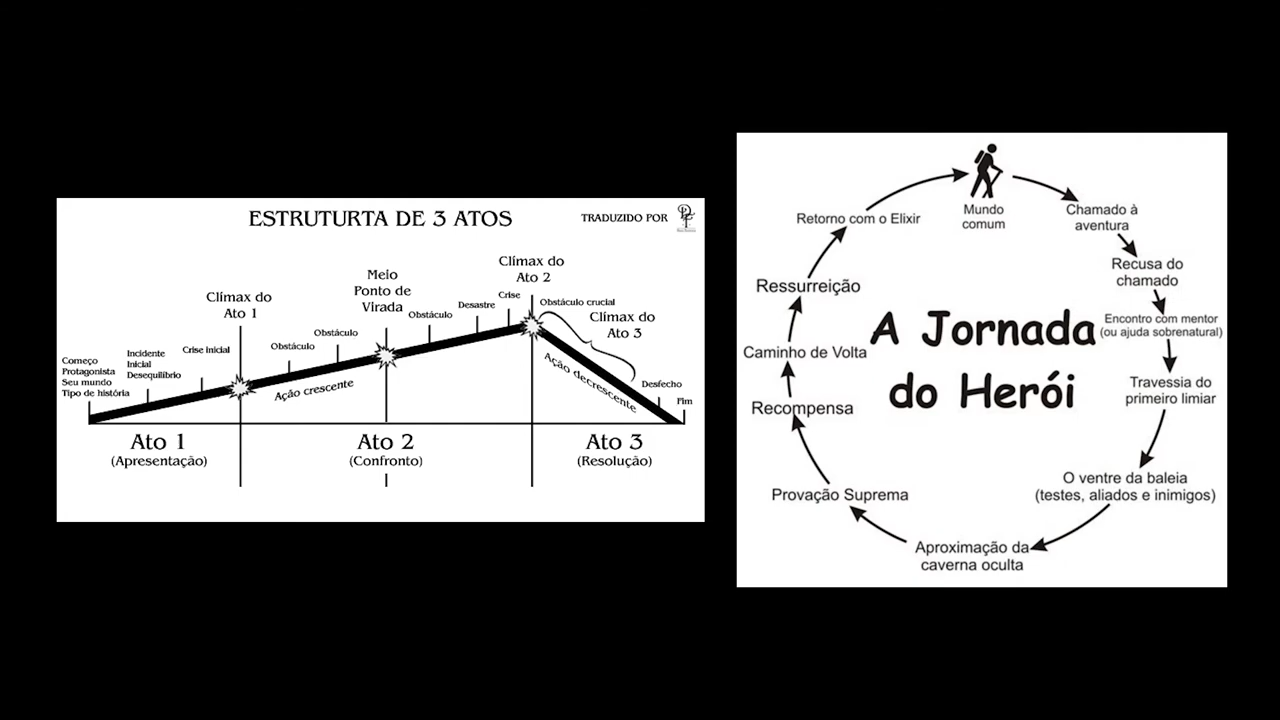 ESTRUTURTA DE 3 ATOS
TRADUZIDO POR
Clímax do
Ato 1
Meio
Ponto de
Virada
Clímax do
Ato 2
Começo
Protagonista
Seu mundo
Tipo de história
Incidente
Inicial
Desequilíbrio
Crise inicial
Obstáculo
Obstáculo
Obstáculo
Desastre
Crise
Obstáculo crucial
Clímax do
Ato 3
Desfecho
Fim
Ação crescente
Ação decrescente
Ato 1
(Apresentação)
Ato 2
(Confronto)
Ato 3
(Resolução)
A Jornada
do Herói
Mundo
comum
Chamado à
aventura
Recusa do
chamado
Encontro com mentor
(ou ajuda sobrenatural)
Travessia do
primeiro limiar
O ventre da baleia
(testes, aliados e inimigos)
Aproximação da
caverna oculta
Provação Suprema
Recompensa
Caminho de Volta
Ressurreição
Retorno com o Elixir